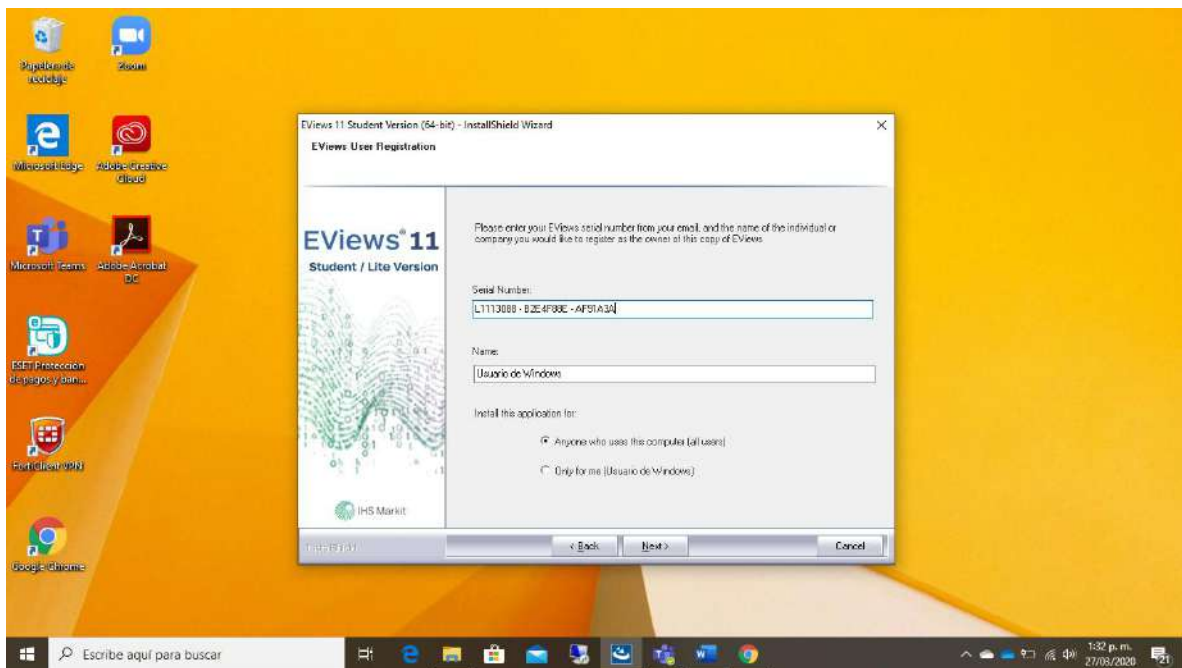 Papelera de
reciclaje
Zoom
Microsoft Edge
Adobe Creative
Cloud
Microsoft Teams
Adobe Acrobat
DC
ESET Protección
de pagos y ban...
FortiClient VPN
Google Chrome
EViews 11 Student Version (64-bit) - InstallShield Wizard
EViews User Registration
EViews® 11
Student / Lite Version
IHS Markit
Please enter your EViews serial number from your email, and the name of the individual or
company you would like to register as the owner of this copy of EViews
Serial Number:
L1113088 - B2E4F88E - AF91A3A
Name:
Usuario de Windows
Install this application for:
Anyone who uses this computer (all users)
Only for me (Usuario de Windows)
InstallShield
< Back
Next >
Cancel
Escribe aquí para buscar
1:32 p. m.
27/03/2020
21